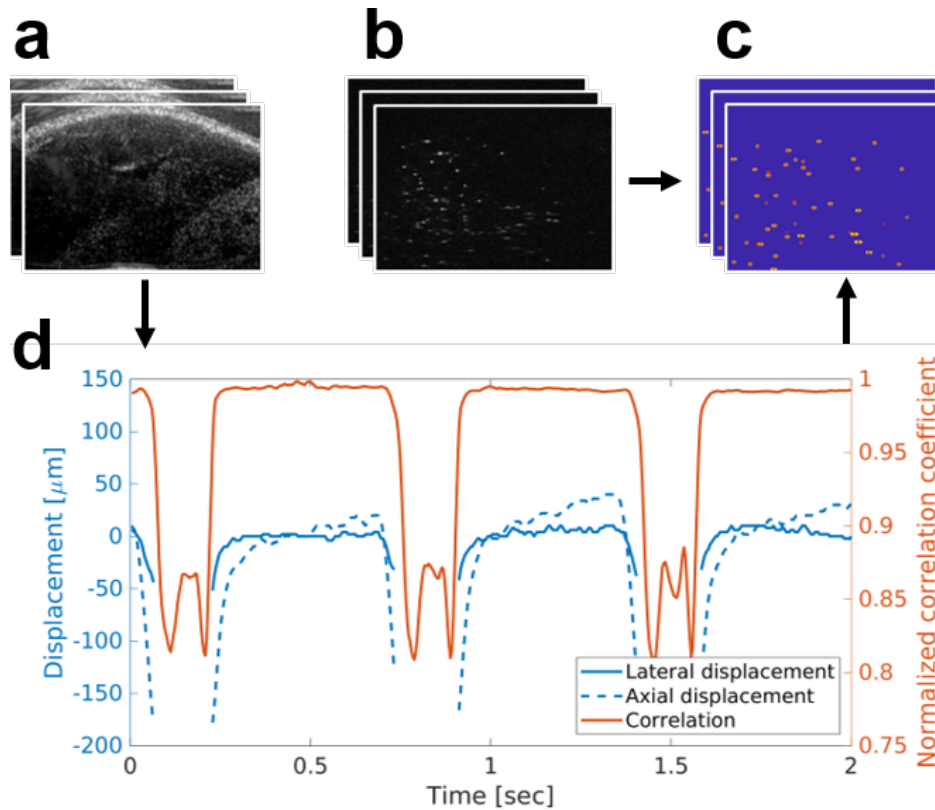 a
b
c
d
150
100
50
0
-50
-100
-150
-200
Displacement [μm]
1
0.95
0.9
0.85
0.8
0.75
Normalized correlation coefficient
Lateral displacement
Axial displacement
Correlation
0
0.5
1
1.5
2
Time [sec]